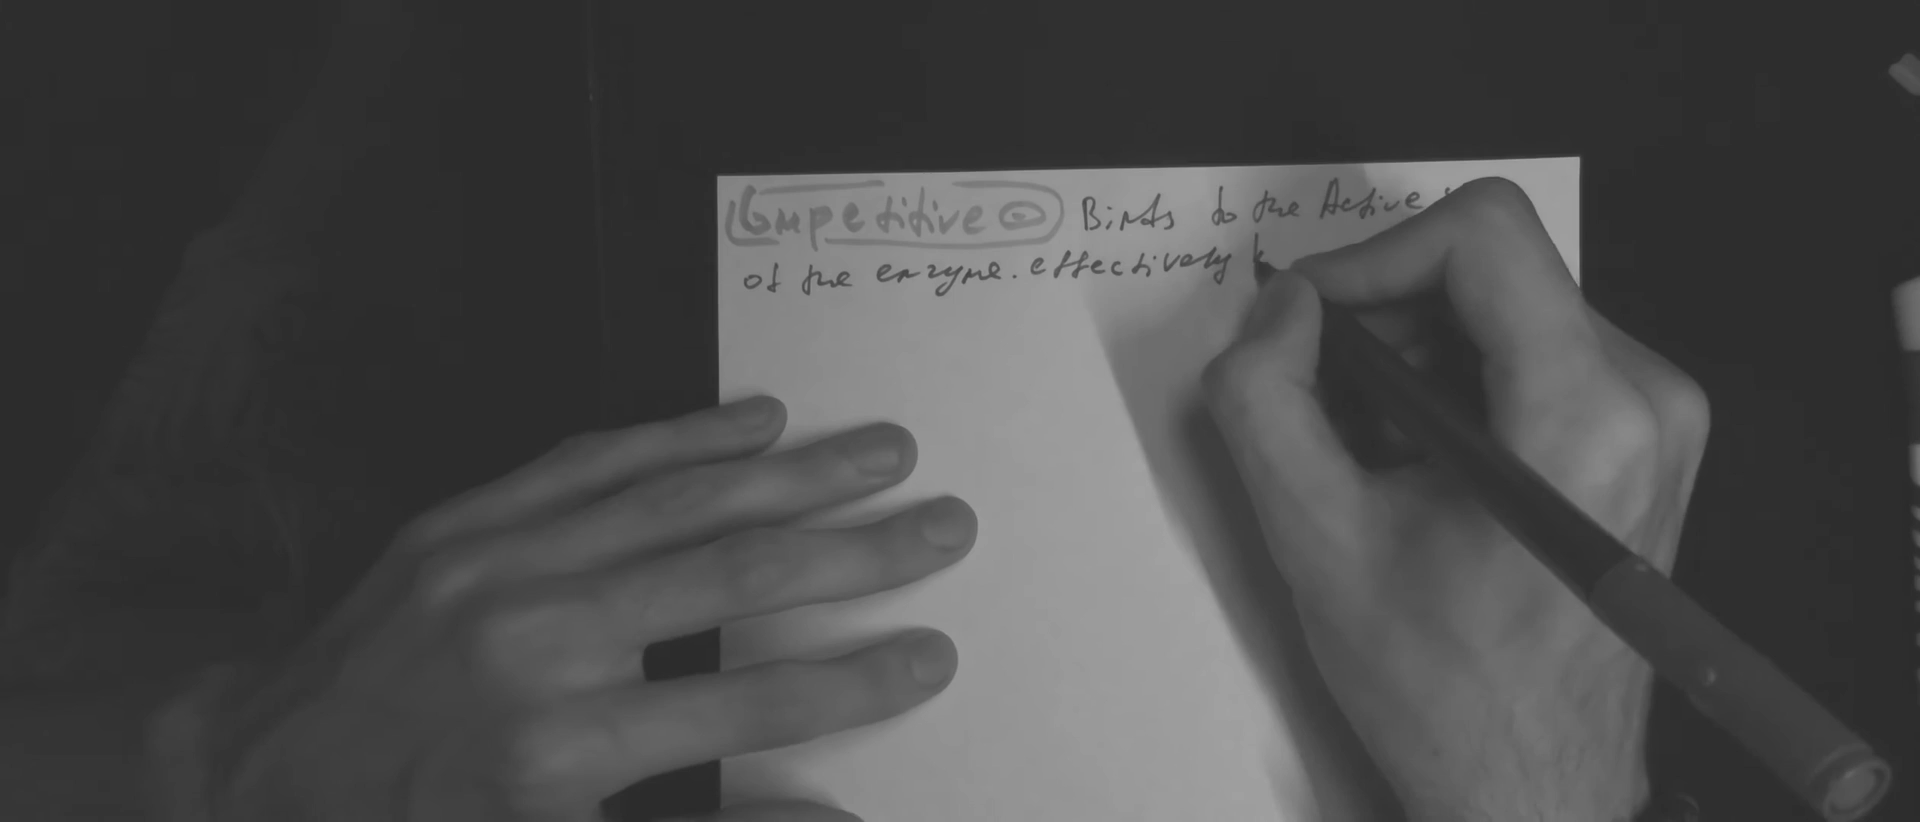 Competitive ⊖ Binds to the Active
of the enzyme. effectively